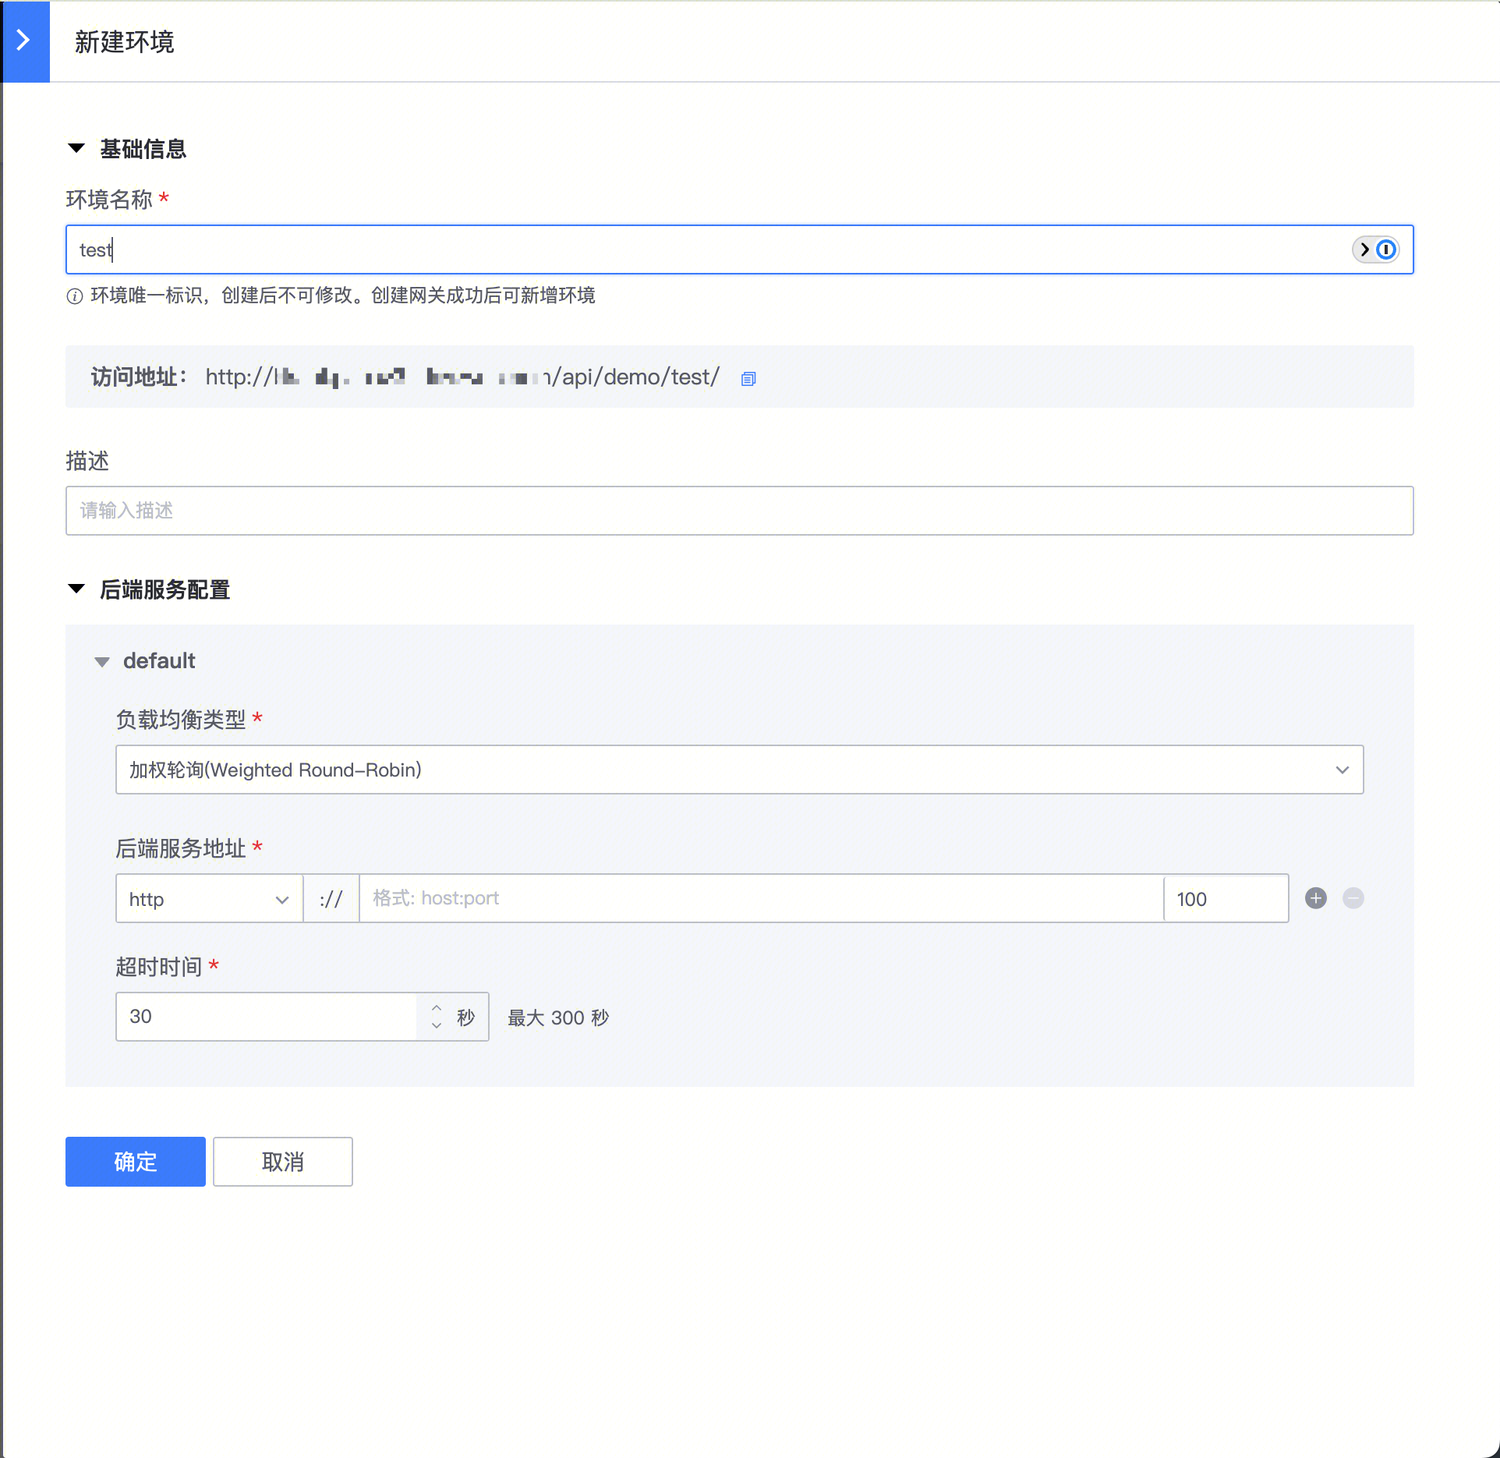 新建环境
基础信息
环境名称 *
test
环境唯一标识，创建后不可修改。创建网关成功后可新增环境
访问地址： http:// /api/demo/test/
描述
请输入描述
后端服务配置
default
负载均衡类型 *
加权轮询(Weighted Round-Robin)
后端服务地址 *
http :// 格式: host:port 100
超时时间 *
30 秒 最大 300 秒
确定 取消